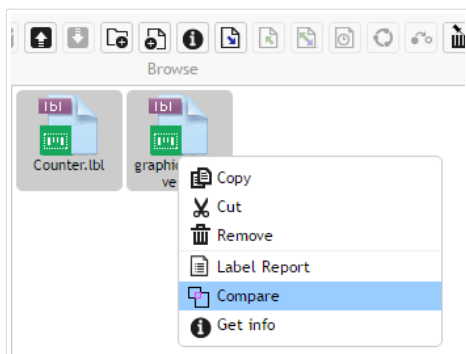 Browse
lbl
lbl
Counter.lbl
graphic
ve
Copy
Cut
Remove
Label Report
Compare
Get info